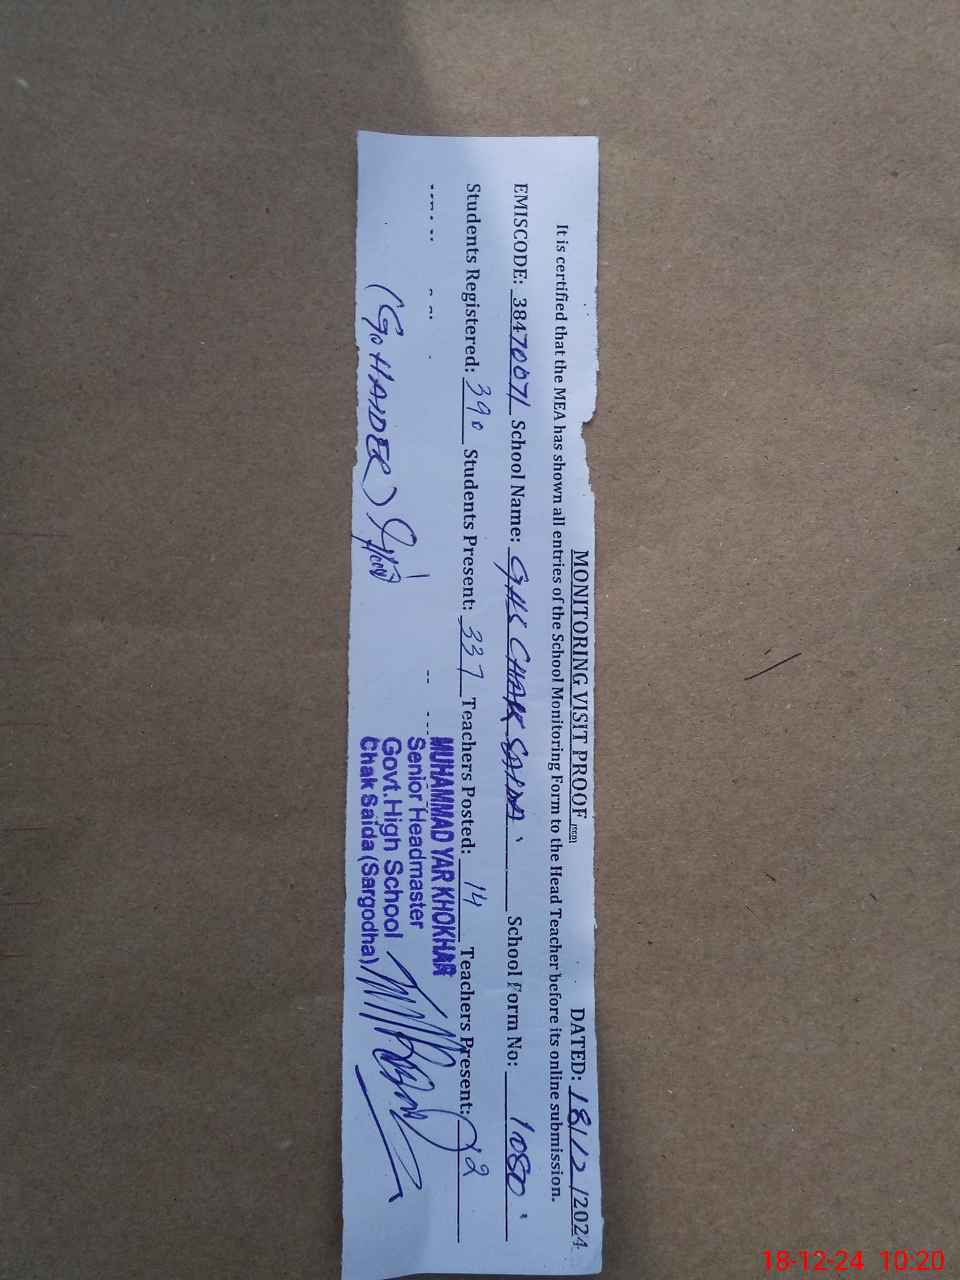 MONITORING VISIT PROOF
DATED: 18/12/2024
It is certified that the MEA has shown all entries of the School Monitoring Form to the Head Teacher before its online submission.
EMISCODE: 38470071 School Name: GHS CHAK SAIDA School Form No: 1080
Students Registered: 390 Students Present: 337 Teachers Posted: 14 Teachers Present: 12
(G. HAIDER)
MUHAMMAD YAR KHOKHAR
Senior Headmaster
Govt. High School
Chak Saida (Sargodha)
18-12-24 10:20